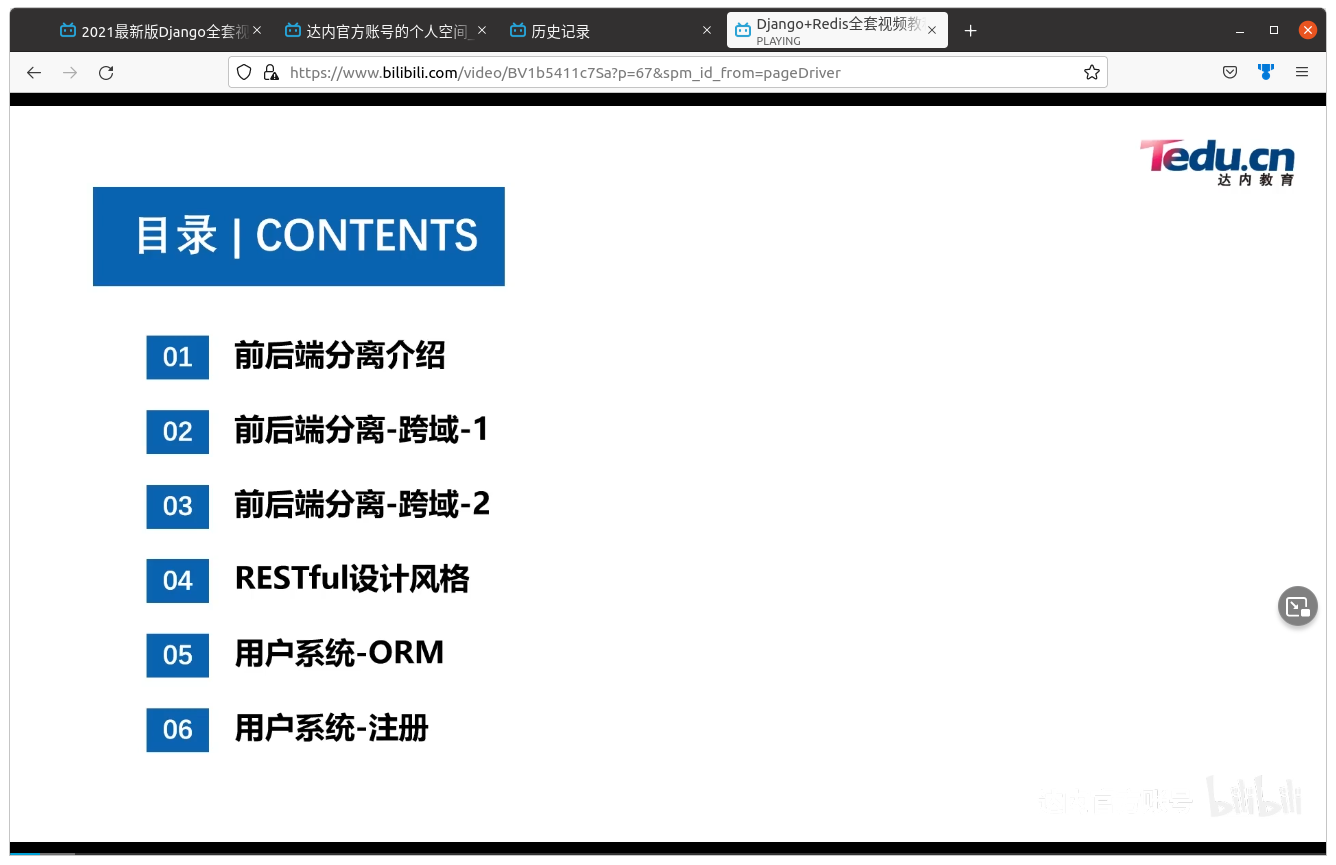 2021最新版Django全套视
达内官方账号的个人空间_
历史记录
Django+Redis全套视频教
PLAYING
https://www.bilibili.com/video/BV1b5411c7Sa?p=67&spm_id_from=pageDriver
Tedu.cn
达内教育
目录 | CONTENTS
01 前后端分离介绍
02 前后端分离-跨域-1
03 前后端分离-跨域-2
04 RESTful设计风格
05 用户系统-ORM
06 用户系统-注册
bilibili